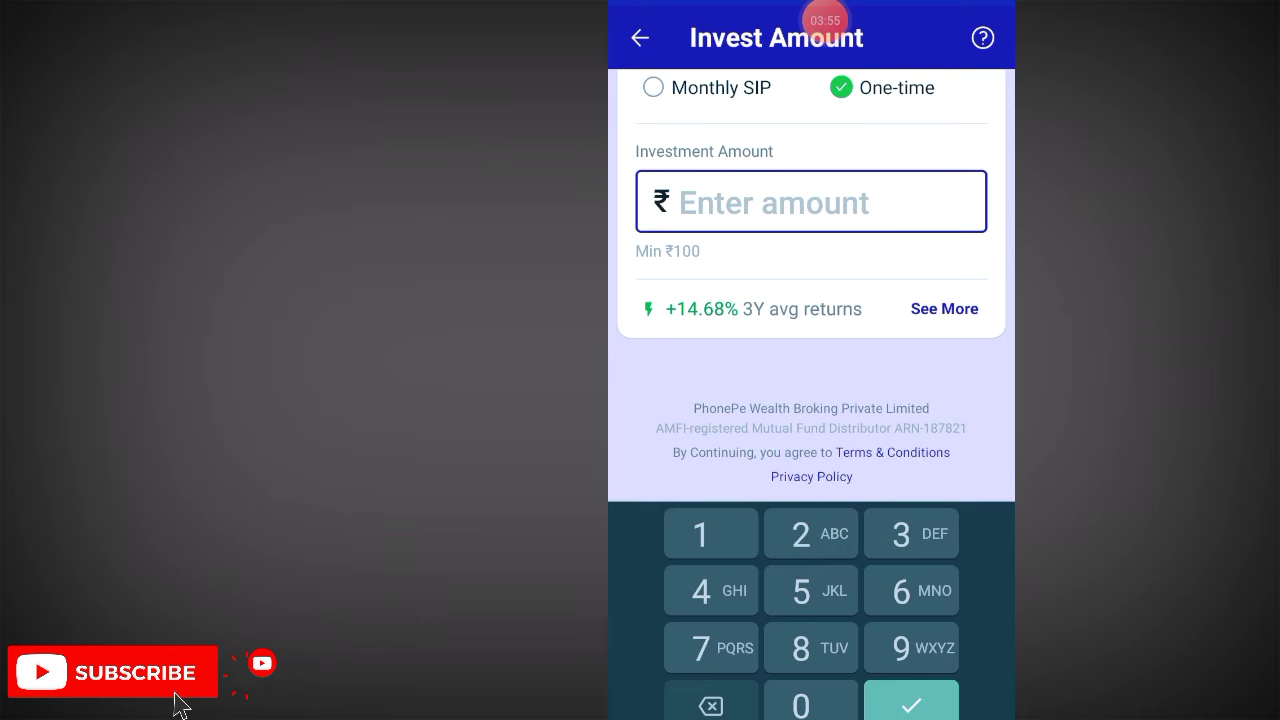 03:55
Invest Amount
Monthly SIP
One-time
Investment Amount
₹ Enter amount
Min ₹100
+14.68% 3Y avg returns
See More
PhonePe Wealth Broking Private Limited
AMFI-registered Mutual Fund Distributor ARN-187821
By Continuing, you agree to Terms & Conditions
Privacy Policy
1
2 ABC
3 DEF
4 GHI
5 JKL
6 MNO
7 PQRS
8 TUV
9 WXYZ
0
SUBSCRIBE